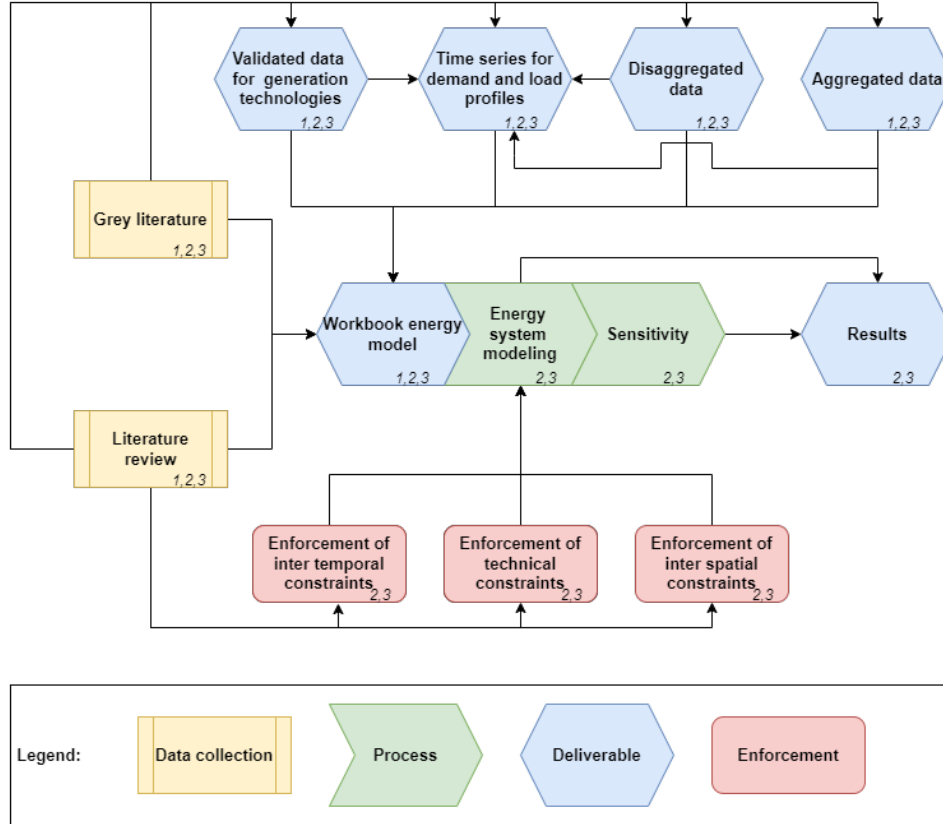 Validated data
for generation
technologies
1,2,3
Time series for
demand and load
profiles
1,2,3
Disaggregated
data
1,2,3
Aggregated data
1,2,3
Grey literature
1,2,3
Workbook energy
model
1,2,3
Energy
system
modeling
2,3
Sensitivity
2,3
Results
2,3
Literature
review
1,2,3
Enforcement of
inter temporal
constraints
2,3
Enforcement of
technical
constraints
2,3
Enforcement of
inter spatial
constraints
2,3
Legend:
Data collection
Process
Deliverable
Enforcement